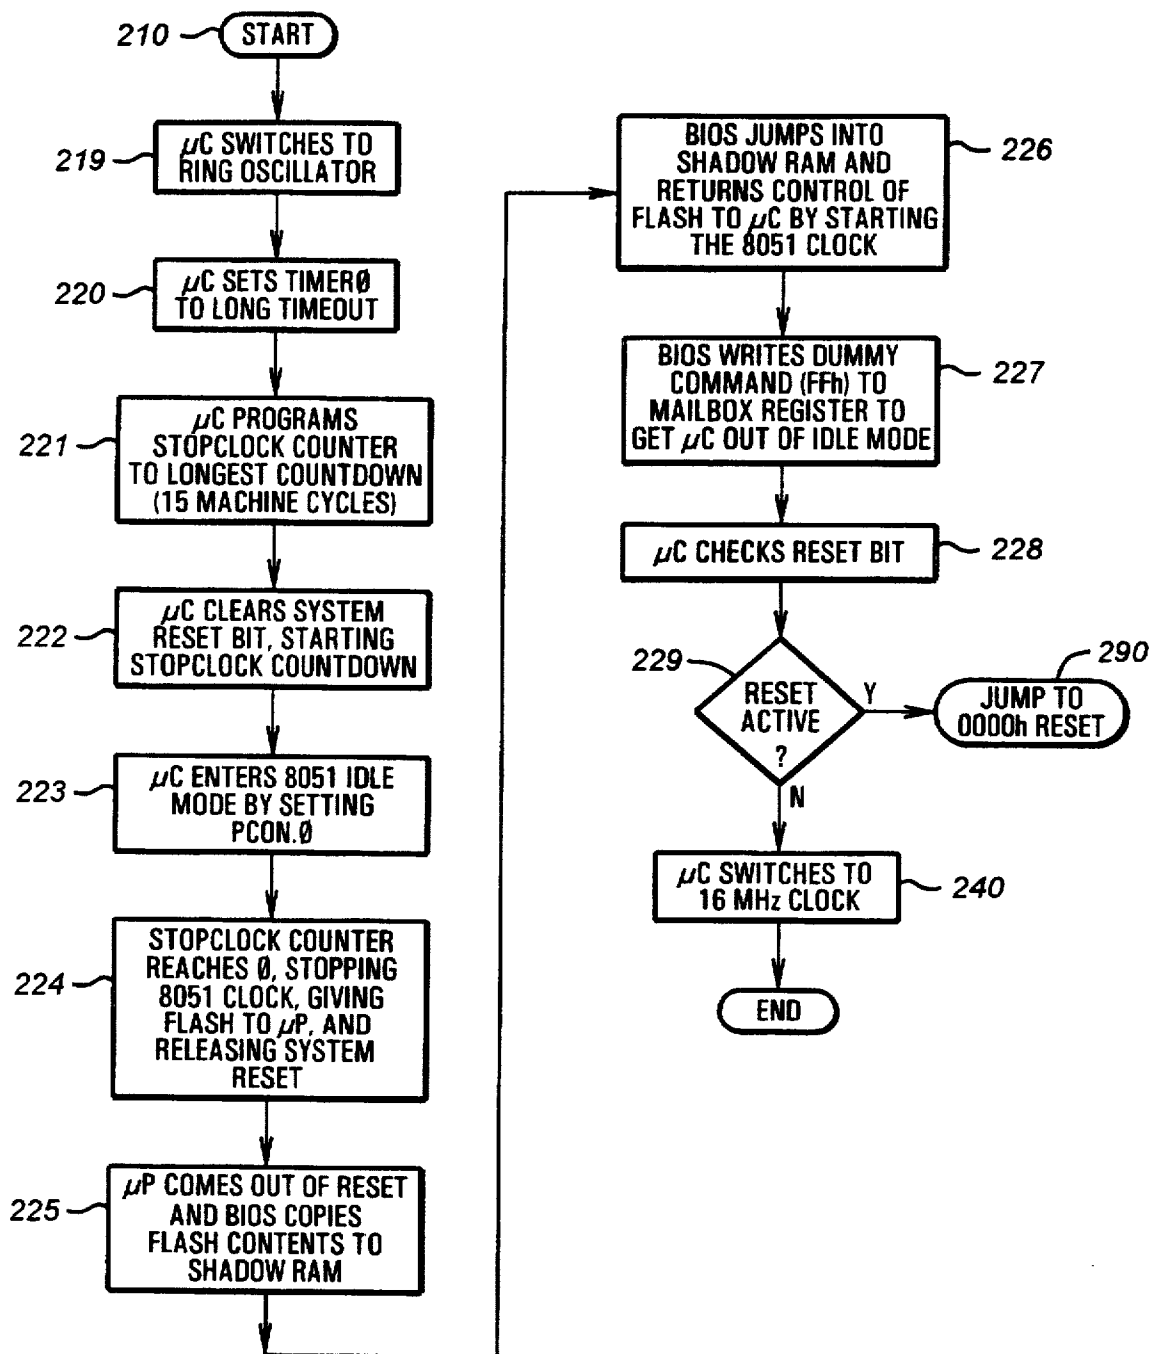 210
START
219
μC SWITCHES TO
RING OSCILLATOR
220
μC SETS TIMERØ
TO LONG TIMEOUT
221
μC PROGRAMS
STOPCLOCK COUNTER
TO LONGEST COUNTDOWN
(15 MACHINE CYCLES)
222
μC CLEARS SYSTEM
RESET BIT, STARTING
STOPCLOCK COUNTDOWN
223
μC ENTERS 8051 IDLE
MODE BY SETTING
PCON.Ø
224
STOPCLOCK COUNTER
REACHES Ø, STOPPING
8051 CLOCK, GIVING
FLASH TO μP, AND
RELEASING SYSTEM
RESET
225
μP COMES OUT OF RESET
AND BIOS COPIES
FLASH CONTENTS TO
SHADOW RAM
226
BIOS JUMPS INTO
SHADOW RAM AND
RETURNS CONTROL OF
FLASH TO μC BY STARTING
THE 8051 CLOCK
227
BIOS WRITES DUMMY
COMMAND (FFh) TO
MAILBOX REGISTER TO
GET μC OUT OF IDLE MODE
228
μC CHECKS RESET BIT
229
RESET
ACTIVE
?
Y
290
JUMP TO
0000h RESET
N
240
μC SWITCHES TO
16 MHz CLOCK
END